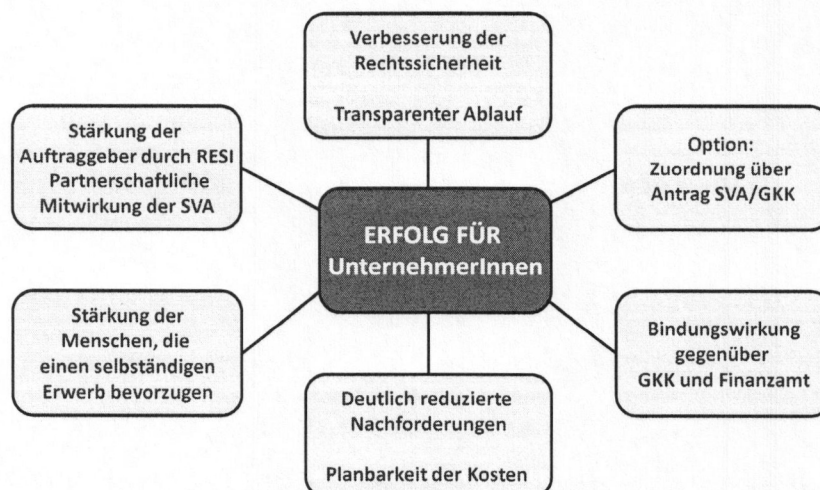 Verbesserung der
Rechtssicherheit
Transparenter Ablauf
Stärkung der
Auftraggeber durch RESI
Partnerschaftliche
Mitwirkung der SVA
Option:
Zuordnung über
Antrag SVA/GKK
ERFOLG FÜR
UnternehmerInnen
Stärkung der
Menschen, die
einen selbständigen
Erwerb bevorzugen
Bindungswirkung
gegenüber
GKK und Finanzamt
Deutlich reduzierte
Nachforderungen
Planbarkeit der Kosten